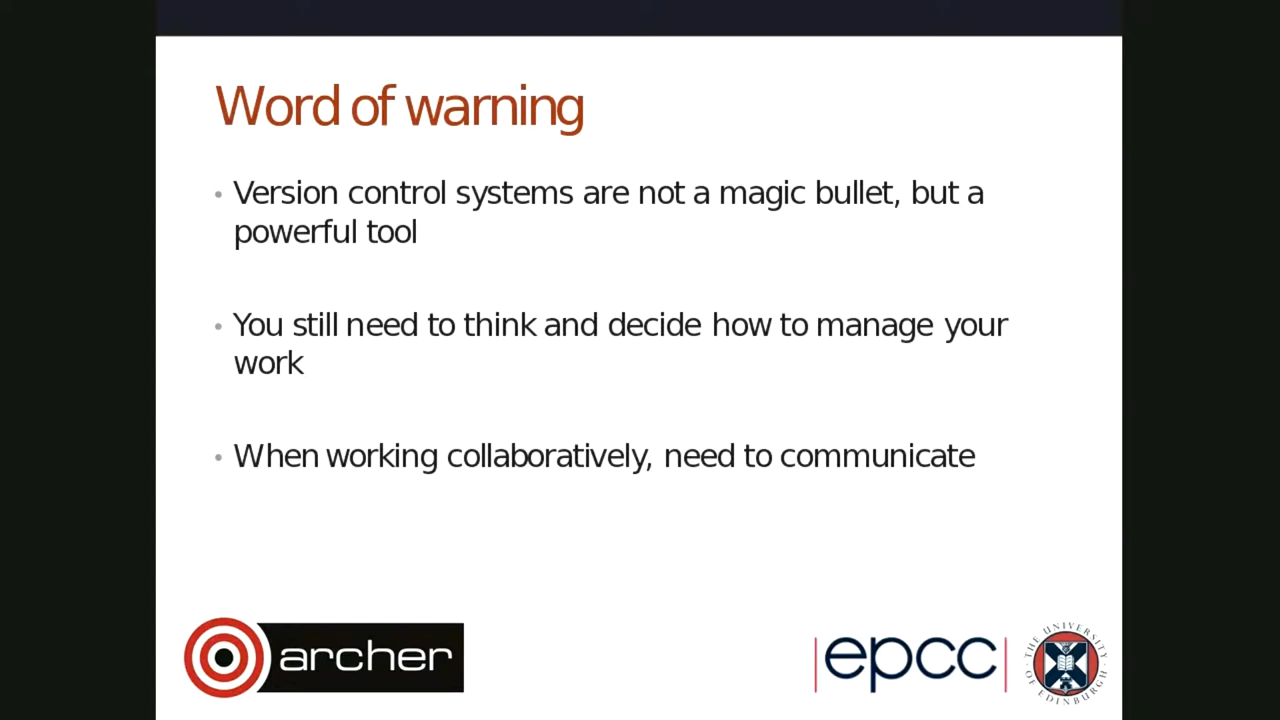 Word of warning
• Version control systems are not a magic bullet, but a
powerful tool
• You still need to think and decide how to manage your
work
• When working collaboratively, need to communicate
archer
epcc
THE UNIVERSITY
OF EDINBURGH